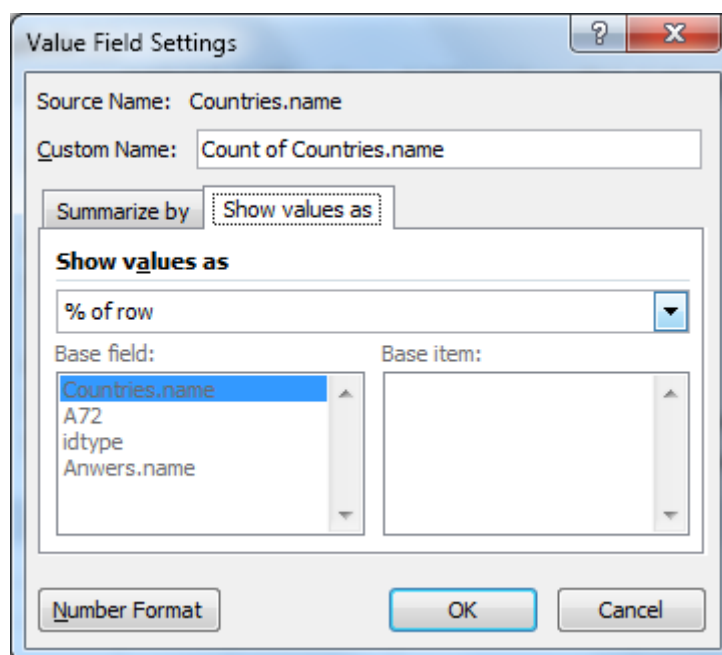 Value Field Settings
Source Name: Countries.name
Custom Name: Count of Countries.name
Summarize by Show values as
Show values as
% of row
Base field: Base item:
Countries.name
A72
idtype
Anwers.name
Number Format OK Cancel